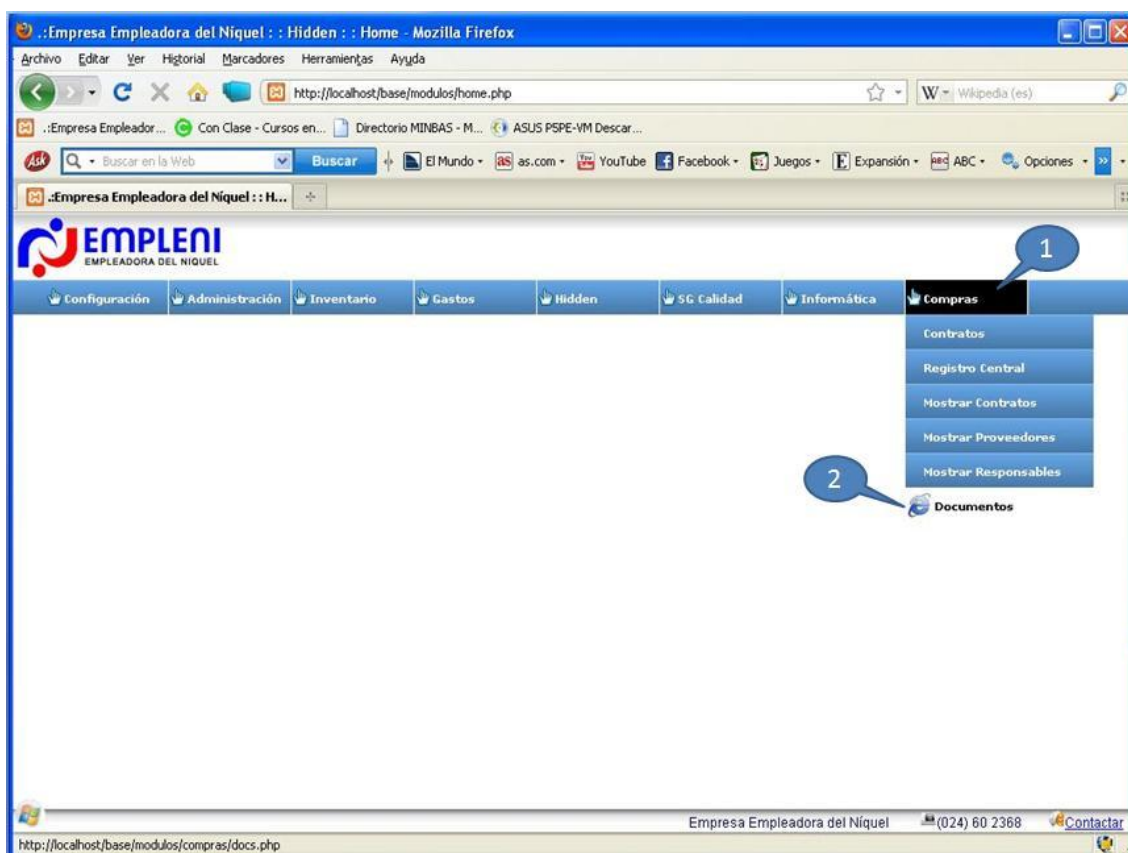 .:Empresa Empleadora del Níquel : : Hidden : : Home - Mozilla Firefox
Archivo Editar Ver Historial Marcadores Herramientas Ayuda
http://localhost/base/modulos/home.php W Wikipedia (es)
.:Empresa Empleador... Con Clase - Cursos en... Directorio MINBAS - M... ASUS P5PE-VM Descar...
Ask Buscar en la Web Buscar El Mundo as as.com YouTube Facebook Juegos E Expansión ABC ABC Opciones »
.:Empresa Empleadora del Níquel : : H...
EMPLENI
EMPLEADORA DEL NIQUEL
1
Configuración Administración Inventario Gastos Hidden SG Calidad Informática Compras
Contratos
Registro Central
Mostrar Contratos
Mostrar Proveedores
Mostrar Responsables
2
Documentos
Empresa Empleadora del Níquel (024) 60 2368 Contactar
http://localhost/base/modulos/compras/docs.php